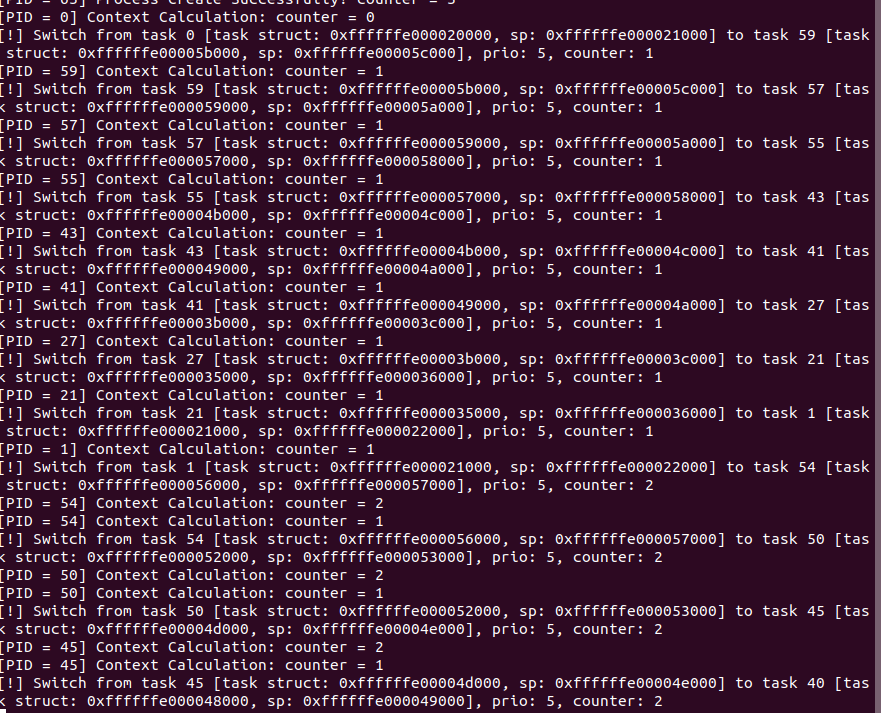 [PID = 63] Process Create Successfully! counter = 3
[PID = 0] Context Calculation: counter = 0
[!] Switch from task 0 [task struct: 0xffffffe000020000, sp: 0xffffffe000021000] to task 59 [task
struct: 0xffffffe00005b000, sp: 0xffffffe00005c000], prio: 5, counter: 1
[PID = 59] Context Calculation: counter = 1
[!] Switch from task 59 [task struct: 0xffffffe00005b000, sp: 0xffffffe00005c000] to task 57 [tas
k struct: 0xffffffe000059000, sp: 0xffffffe00005a000], prio: 5, counter: 1
[PID = 57] Context Calculation: counter = 1
[!] Switch from task 57 [task struct: 0xffffffe000059000, sp: 0xffffffe00005a000] to task 55 [tas
k struct: 0xffffffe000057000, sp: 0xffffffe000058000], prio: 5, counter: 1
[PID = 55] Context Calculation: counter = 1
[!] Switch from task 55 [task struct: 0xffffffe000057000, sp: 0xffffffe000058000] to task 43 [tas
k struct: 0xffffffe00004b000, sp: 0xffffffe00004c000], prio: 5, counter: 1
[PID = 43] Context Calculation: counter = 1
[!] Switch from task 43 [task struct: 0xffffffe00004b000, sp: 0xffffffe00004c000] to task 41 [tas
k struct: 0xffffffe000049000, sp: 0xffffffe00004a000], prio: 5, counter: 1
[PID = 41] Context Calculation: counter = 1
[!] Switch from task 41 [task struct: 0xffffffe000049000, sp: 0xffffffe00004a000] to task 27 [tas
k struct: 0xffffffe00003b000, sp: 0xffffffe00003c000], prio: 5, counter: 1
[PID = 27] Context Calculation: counter = 1
[!] Switch from task 27 [task struct: 0xffffffe00003b000, sp: 0xffffffe00003c000] to task 21 [tas
k struct: 0xffffffe000035000, sp: 0xffffffe000036000], prio: 5, counter: 1
[PID = 21] Context Calculation: counter = 1
[!] Switch from task 21 [task struct: 0xffffffe000035000, sp: 0xffffffe000036000] to task 1 [task
struct: 0xffffffe000021000, sp: 0xffffffe000022000], prio: 5, counter: 1
[PID = 1] Context Calculation: counter = 1
[!] Switch from task 1 [task struct: 0xffffffe000021000, sp: 0xffffffe000022000] to task 54 [task
struct: 0xffffffe000056000, sp: 0xffffffe000057000], prio: 5, counter: 2
[PID = 54] Context Calculation: counter = 2
[PID = 54] Context Calculation: counter = 1
[!] Switch from task 54 [task struct: 0xffffffe000056000, sp: 0xffffffe000057000] to task 50 [tas
k struct: 0xffffffe000052000, sp: 0xffffffe000053000], prio: 5, counter: 2
[PID = 50] Context Calculation: counter = 2
[PID = 50] Context Calculation: counter = 1
[!] Switch from task 50 [task struct: 0xffffffe000052000, sp: 0xffffffe000053000] to task 45 [tas
k struct: 0xffffffe00004d000, sp: 0xffffffe00004e000], prio: 5, counter: 2
[PID = 45] Context Calculation: counter = 2
[PID = 45] Context Calculation: counter = 1
[!] Switch from task 45 [task struct: 0xffffffe00004d000, sp: 0xffffffe00004e000] to task 40 [tas
k struct: 0xffffffe000048000, sp: 0xffffffe000049000], prio: 5, counter: 2